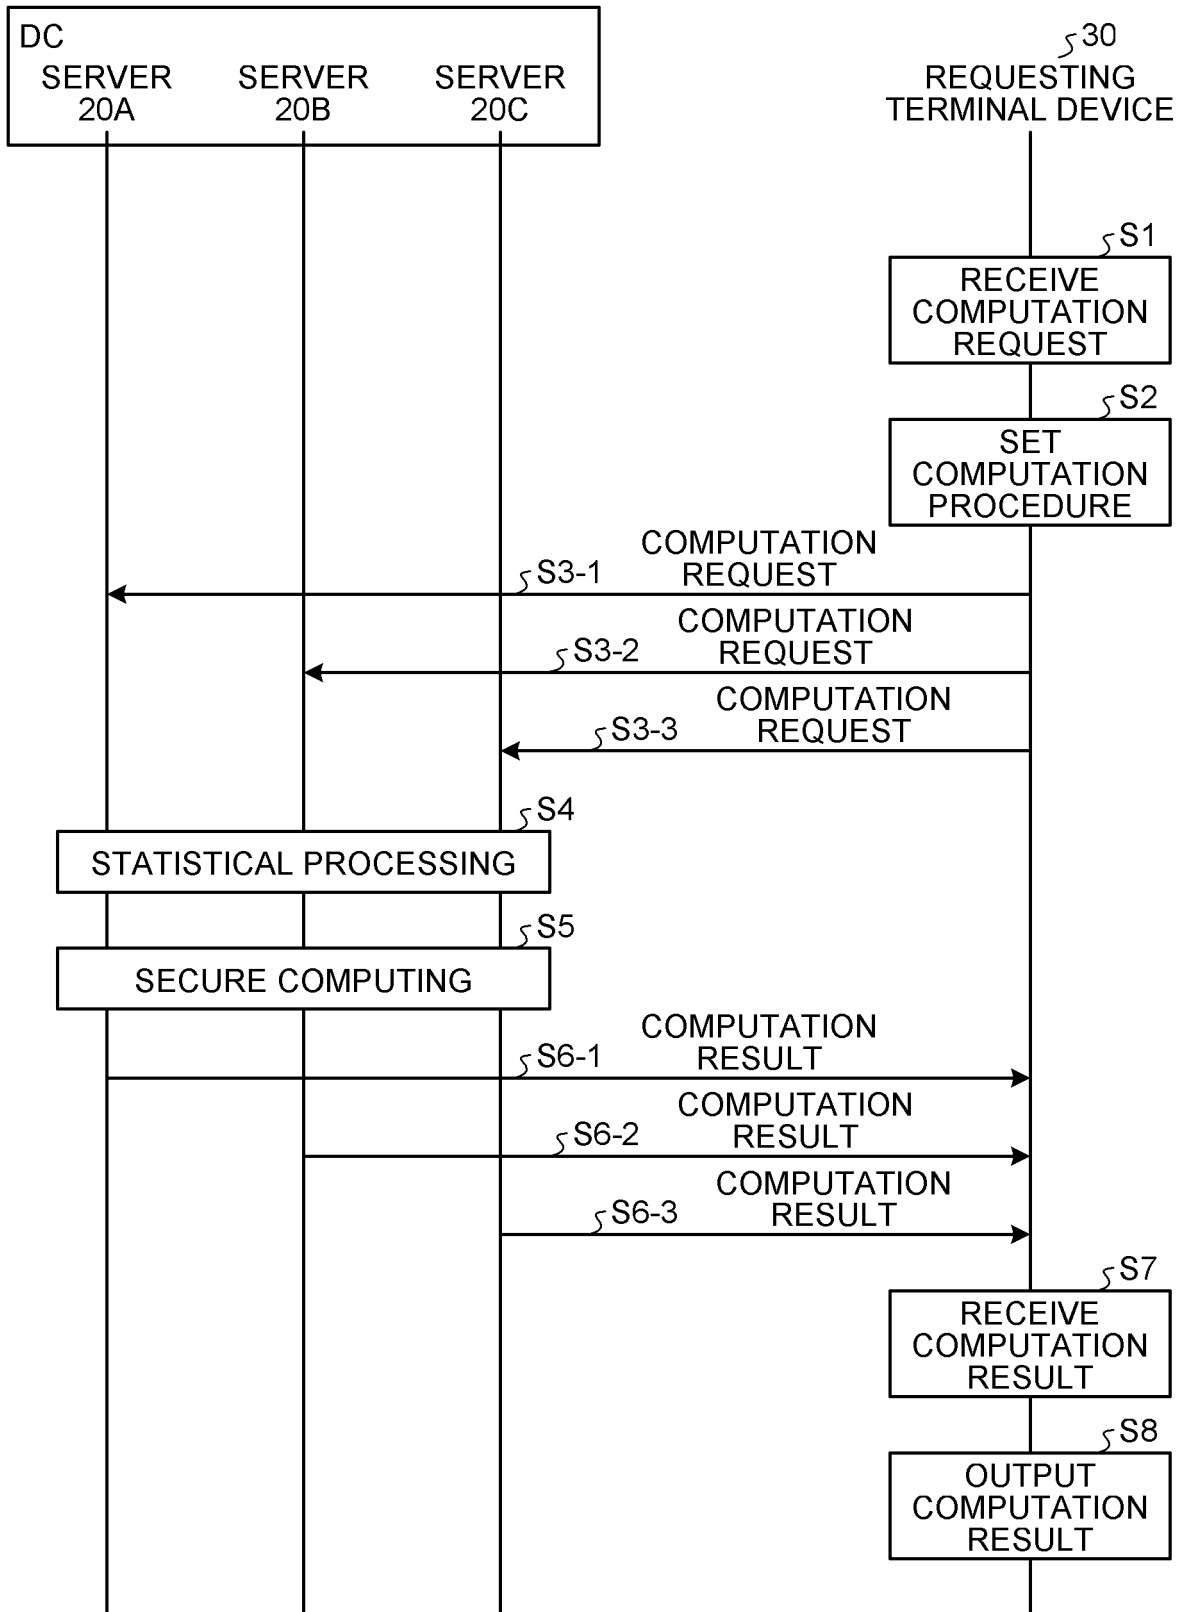 DC
SERVER
20A
SERVER
20B
SERVER
20C
30
REQUESTING
TERMINAL DEVICE
S1
RECEIVE
COMPUTATION
REQUEST
S2
SET
COMPUTATION
PROCEDURE
COMPUTATION
REQUEST
S3-1
COMPUTATION
REQUEST
S3-2
COMPUTATION
REQUEST
S3-3
S4
STATISTICAL PROCESSING
S5
SECURE COMPUTING
COMPUTATION
RESULT
S6-1
COMPUTATION
RESULT
S6-2
COMPUTATION
RESULT
S6-3
S7
RECEIVE
COMPUTATION
RESULT
S8
OUTPUT
COMPUTATION
RESULT